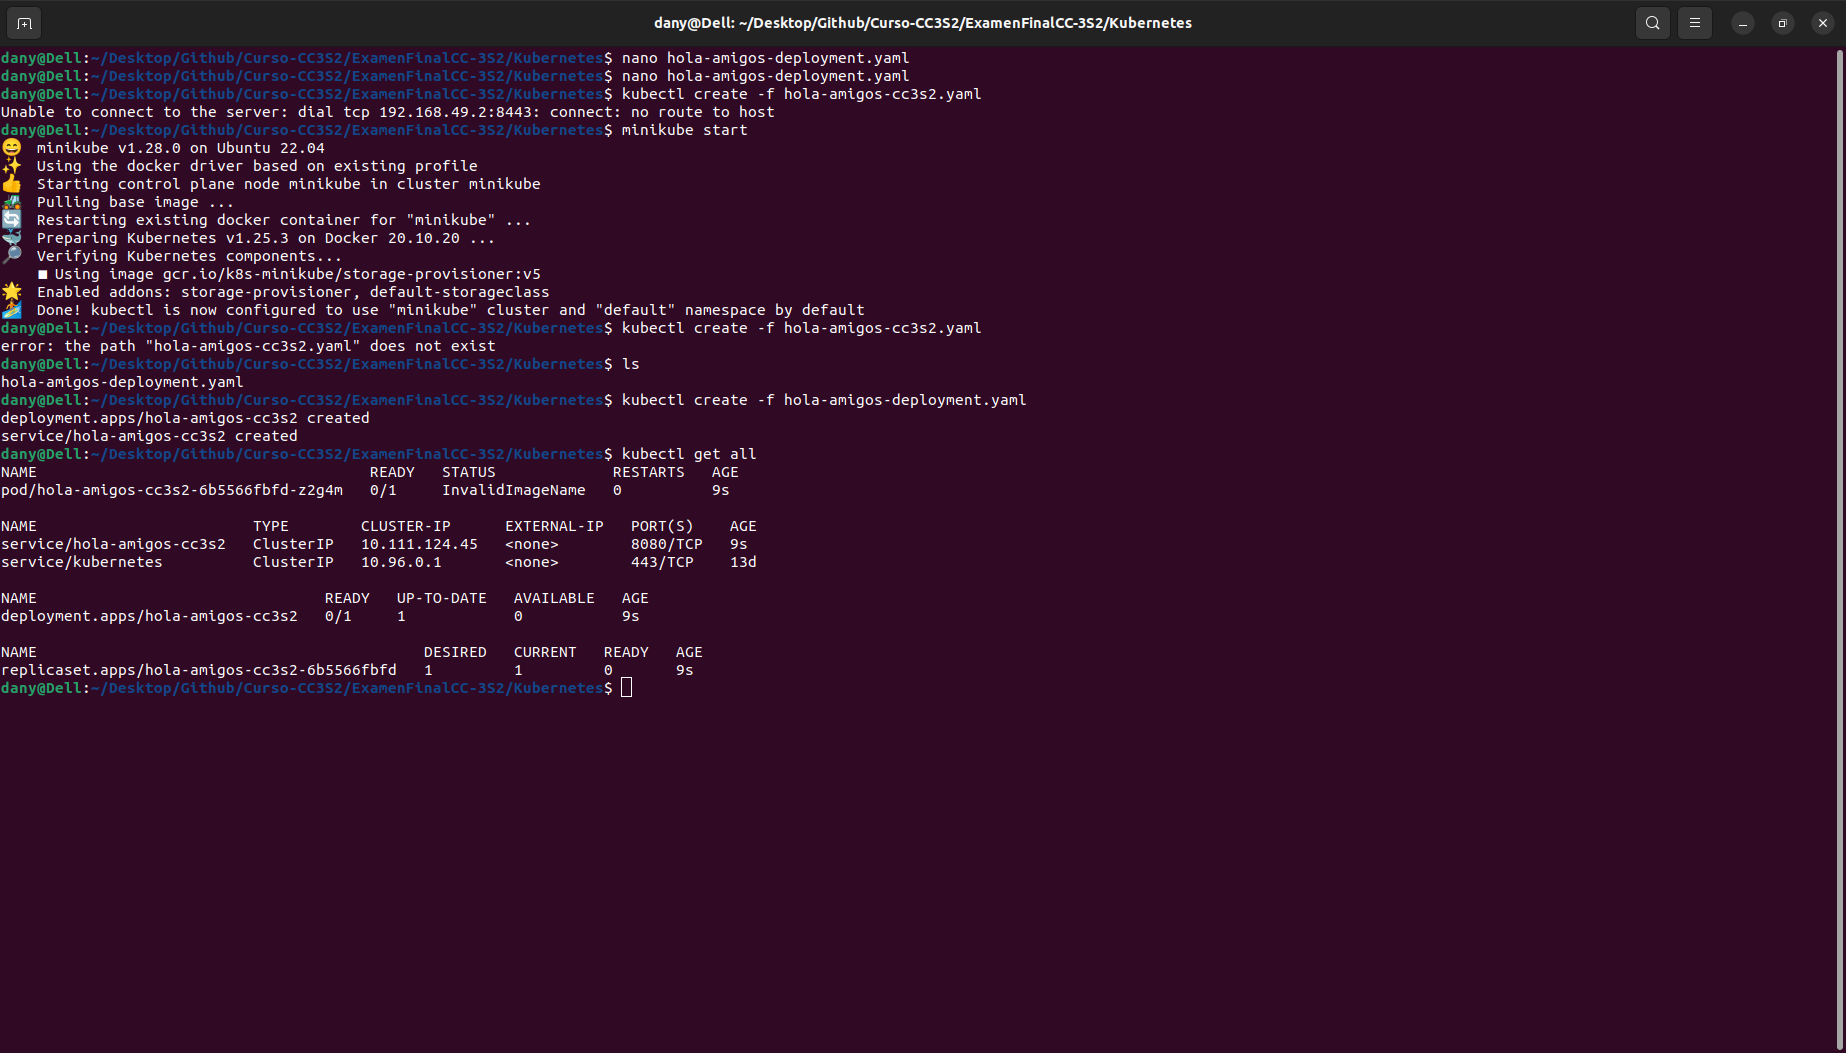 dany@Dell: ~/Desktop/Github/Curso-CC3S2/ExamenFinalCC-3S2/Kubernetes
dany@Dell:~/Desktop/Github/Curso-CC3S2/ExamenFinalCC-3S2/Kubernetes$ nano hola-amigos-deployment.yaml
dany@Dell:~/Desktop/Github/Curso-CC3S2/ExamenFinalCC-3S2/Kubernetes$ nano hola-amigos-deployment.yaml
dany@Dell:~/Desktop/Github/Curso-CC3S2/ExamenFinalCC-3S2/Kubernetes$ kubectl create -f hola-amigos-cc3s2.yaml
Unable to connect to the server: dial tcp 192.168.49.2:8443: connect: no route to host
dany@Dell:~/Desktop/Github/Curso-CC3S2/ExamenFinalCC-3S2/Kubernetes$ minikube start
😄  minikube v1.28.0 on Ubuntu 22.04
✨  Using the docker driver based on existing profile
👍  Starting control plane node minikube in cluster minikube
🚜  Pulling base image ...
🔄  Restarting existing docker container for "minikube" ...
🐳  Preparing Kubernetes v1.25.3 on Docker 20.10.20 ...
🔎  Verifying Kubernetes components...
    ■ Using image gcr.io/k8s-minikube/storage-provisioner:v5
🌟  Enabled addons: storage-provisioner, default-storageclass
🏄  Done! kubectl is now configured to use "minikube" cluster and "default" namespace by default
dany@Dell:~/Desktop/Github/Curso-CC3S2/ExamenFinalCC-3S2/Kubernetes$ kubectl create -f hola-amigos-cc3s2.yaml
error: the path "hola-amigos-cc3s2.yaml" does not exist
dany@Dell:~/Desktop/Github/Curso-CC3S2/ExamenFinalCC-3S2/Kubernetes$ ls
hola-amigos-deployment.yaml
dany@Dell:~/Desktop/Github/Curso-CC3S2/ExamenFinalCC-3S2/Kubernetes$ kubectl create -f hola-amigos-deployment.yaml
deployment.apps/hola-amigos-cc3s2 created
service/hola-amigos-cc3s2 created
dany@Dell:~/Desktop/Github/Curso-CC3S2/ExamenFinalCC-3S2/Kubernetes$ kubectl get all
NAME                                     READY   STATUS             RESTARTS   AGE
pod/hola-amigos-cc3s2-6b5566fbfd-z2g4m   0/1     InvalidImageName   0          9s

NAME                        TYPE        CLUSTER-IP      EXTERNAL-IP   PORT(S)    AGE
service/hola-amigos-cc3s2   ClusterIP   10.111.124.45   <none>        8080/TCP   9s
service/kubernetes          ClusterIP   10.96.0.1       <none>        443/TCP    13d

NAME                                READY   UP-TO-DATE   AVAILABLE   AGE
deployment.apps/hola-amigos-cc3s2   0/1     1            0           9s

NAME                                           DESIRED   CURRENT   READY   AGE
replicaset.apps/hola-amigos-cc3s2-6b5566fbfd   1         1         0       9s
dany@Dell:~/Desktop/Github/Curso-CC3S2/ExamenFinalCC-3S2/Kubernetes$